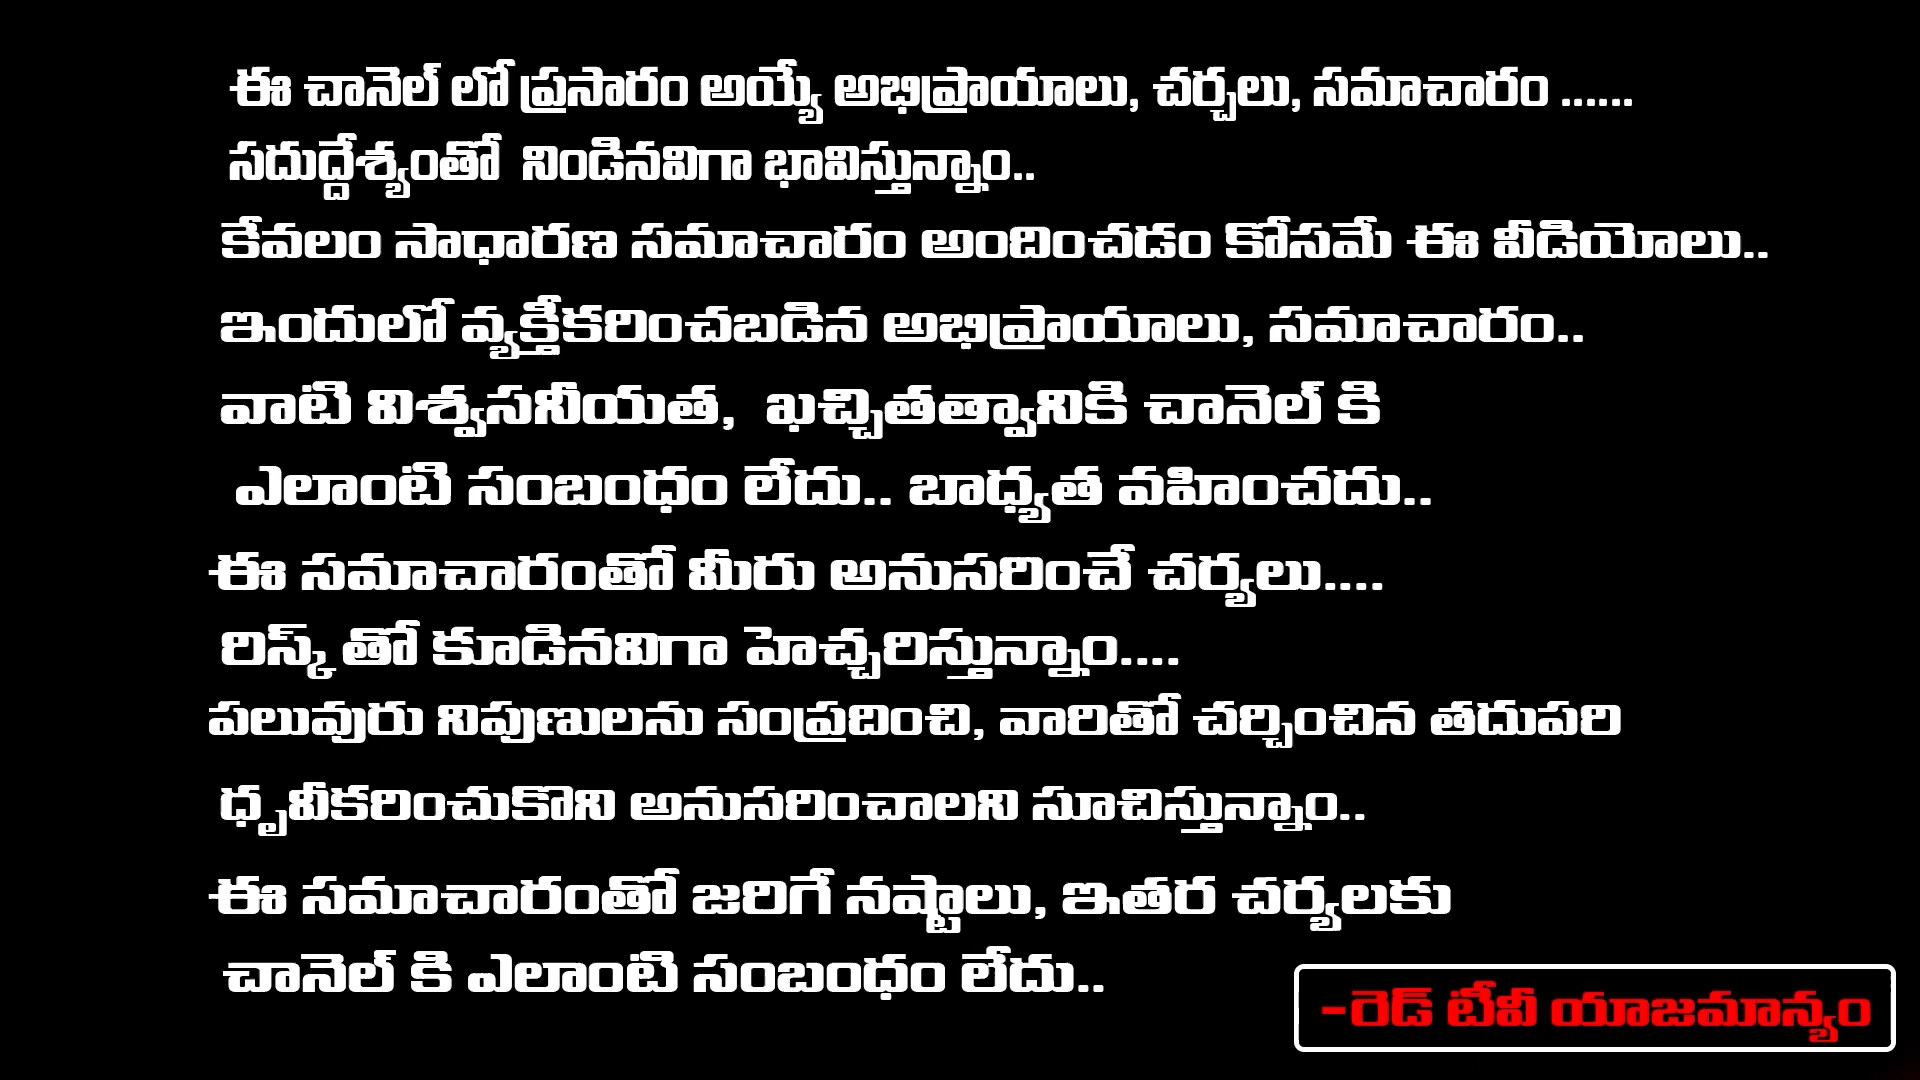 ఈ చానెల్ లో ప్రసారం అయ్యే అభిప్రాయాలు, చర్చలు, సమాచారం ......
సదుద్దేశ్యంతో నిండినవిగా భావిస్తున్నాం..
కేవలం సాధారణ సమాచారం అందించడం కోసమే ఈ వీడియోలు..
ఇందులో వ్యక్తీకరించబడిన అభిప్రాయాలు, సమాచారం..
వాటి విశ్వసనీయత, ఖచ్చితత్వానికి చానెల్ కి
ఎలాంటి సంబంధం లేదు.. బాధ్యత వహించదు..
ఈ సమాచారంతో మీరు అనుసరించే చర్యలు....
రిస్క్ తో కూడినవిగా హెచ్చరిస్తున్నాం....
పలువురు నిపుణులను సంప్రదించి, వారితో చర్చించిన తదుపరి
ధృవీకరించుకొని అనుసరించాలని సూచిస్తున్నాం..
ఈ సమాచారంతో జరిగే నష్టాలు, ఇతర చర్యలకు
చానెల్ కి ఎలాంటి సంబంధం లేదు..
-రెడ్ టీవీ యాజమాన్యం